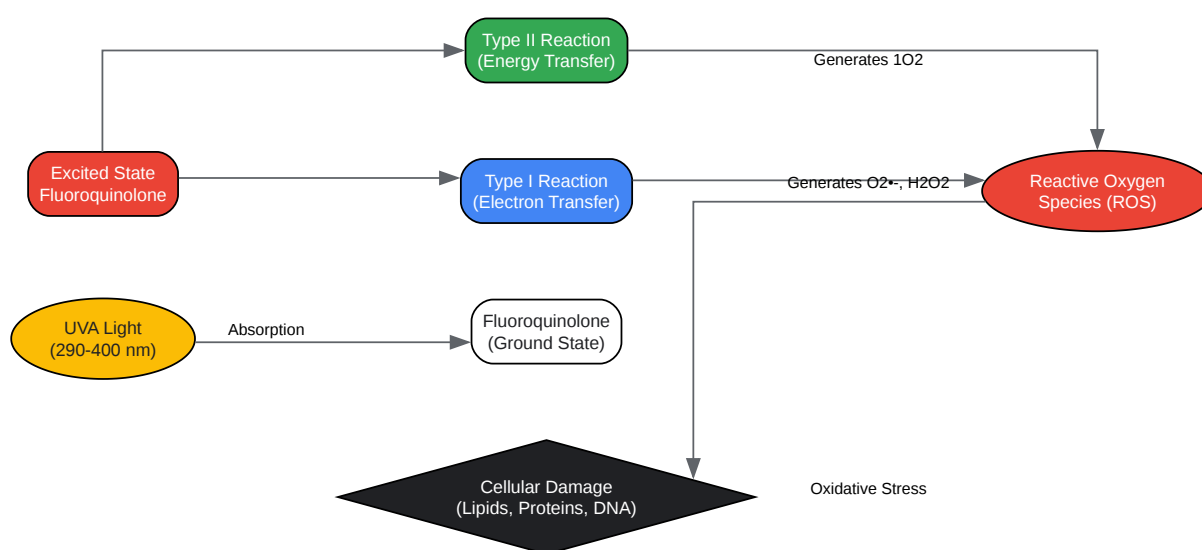 Type II Reaction
(Energy Transfer)
Generates 1O2
Excited State
Fluoroquinolone
Type I Reaction
(Electron Transfer)
Generates O2•-, H2O2
Reactive Oxygen
Species (ROS)
UVA Light
(290-400 nm)
Absorption
Fluoroquinolone
(Ground State)
Cellular Damage
(Lipids, Proteins, DNA)
Oxidative Stress